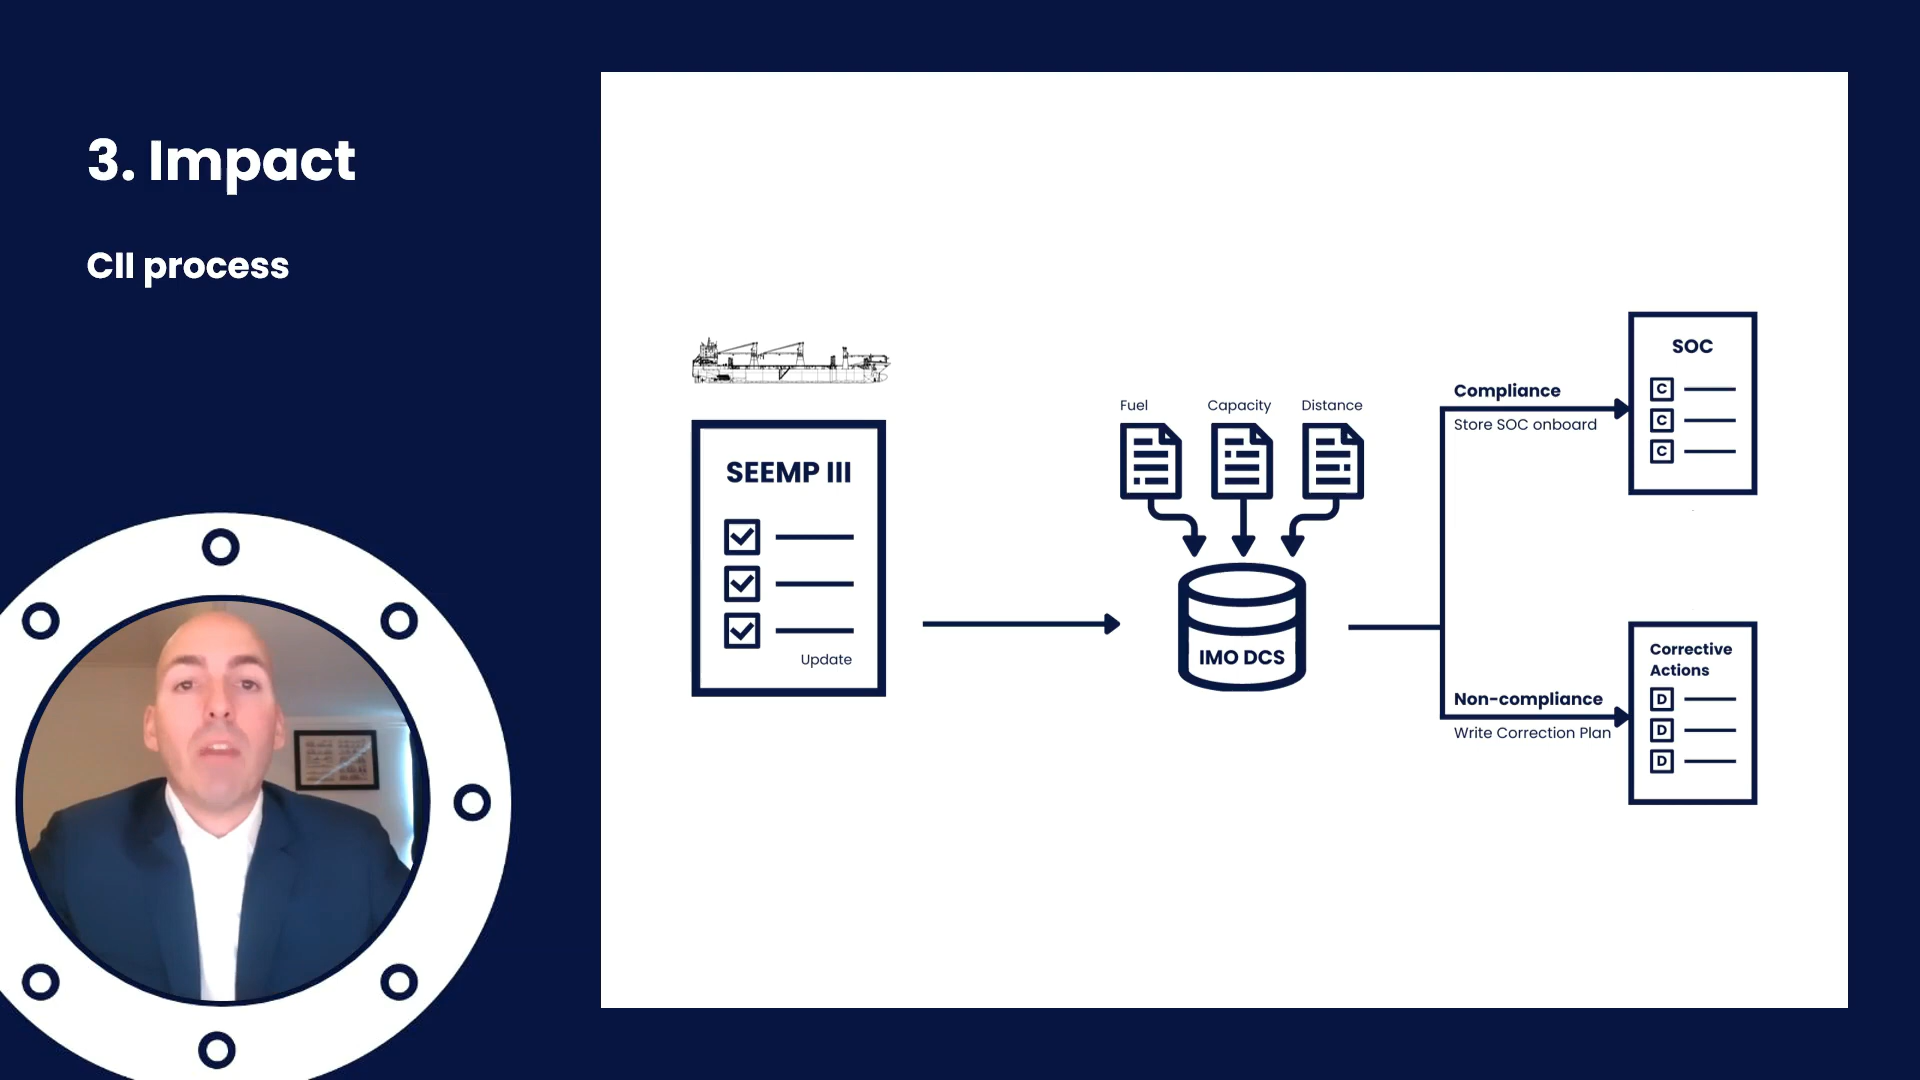 3. Impact
CII process
SEEMP III
Update
Fuel
Capacity
Distance
IMO DCS
Compliance
Store SOC onboard
SOC
C
C
C
Non-compliance
Write Correction Plan
Corrective
Actions
D
D
D